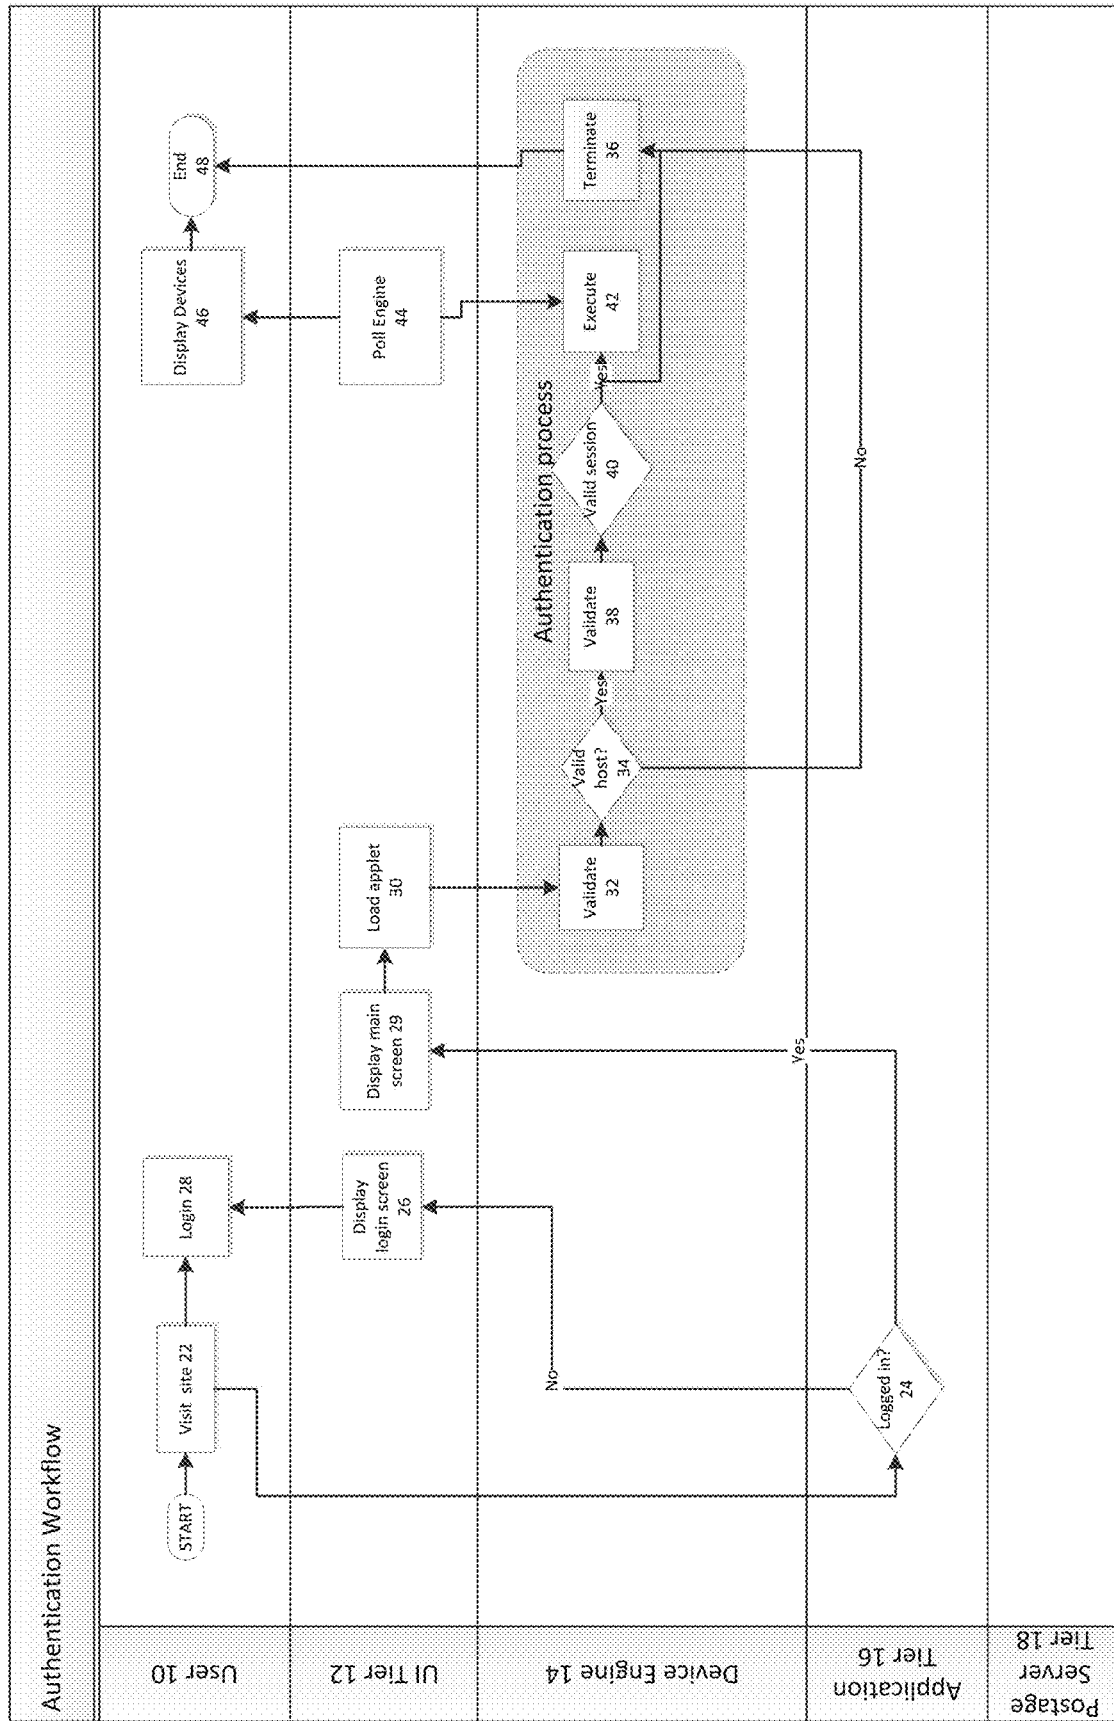 Authentication Workflow
User 10
START
Visit site 22
Login 28
Display Devices
46
End
48
UI Tier 12
Display
login screen
26
Display main
screen 29
Load applet
30
Poll Engine
44
Device Engine 14
No
Authentication process
Validate
32
Valid
host?
34
Yes
Validate
38
Valid session
40
Yes
Execute
42
Terminate
36
Yes
Application
Tier 16
Logged in?
24
No
Postage
Server
Tier 18